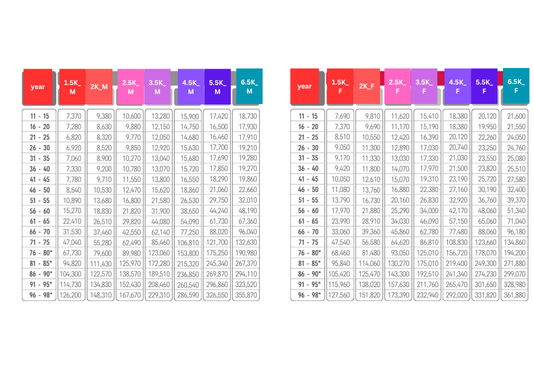 year 1.5K_M 2K_M 2.5K_M 3K_M 4.5K_M 5.5K_M 6.5K_M
11 - 15 7,370 9,380 10,600 13,280 15,900 17,420 18,730
16 - 20 7,280 8,630 9,880 12,150 14,750 16,500 17,930
21 - 25 6,820 8,320 9,770 12,050 14,680 16,460 17,910
26 - 30 6,920 8,520 9,850 12,920 15,630 17,700 19,210
31 - 35 7,060 8,900 10,270 13,040 15,680 17,690 19,280
36 - 40 7,330 9,200 10,780 13,070 15,720 17,850 19,270
41 - 45 7,780 9,710 11,550 13,800 16,550 18,290 19,860
46 - 50 8,540 10,530 12,470 15,620 18,860 21,060 22,660
51 - 55 10,890 13,680 16,800 21,580 26,530 29,750 32,010
56 - 60 15,270 18,830 21,820 31,900 38,650 44,240 48,190
61 - 65 22,410 26,510 29,820 44,080 54,090 61,730 67,360
66 - 70 31,530 37,460 42,550 62,140 77,250 88,020 96,040
71 - 75 47,040 55,280 62,490 85,460 106,810 121,700 132,630
76 - 80* 67,730 79,600 89,980 123,060 153,800 175,250 190,980
81 - 85* 94,820 111,430 125,970 172,280 215,320 245,340 267,370
86 - 90* 104,300 122,570 138,570 189,510 236,850 269,870 294,110
91 - 95* 114,730 134,830 152,430 208,460 260,540 296,860 323,520
96 - 98* 126,200 148,310 167,670 229,310 286,590 326,550 355,870
year 1.5K_F 2K_F 2.5K_F 3K_F 4.5K_F 5.5K_F 6.5K_F
11 - 15 7,690 9,810 11,620 15,410 18,380 20,120 21,600
16 - 20 7,370 9,690 11,170 15,190 18,380 19,950 21,550
21 - 25 8,510 10,550 12,420 16,390 20,120 22,260 24,050
26 - 30 9,050 11,300 12,890 17,030 20,740 23,250 24,760
31 - 35 9,170 11,330 13,030 17,330 21,030 23,550 25,080
36 - 40 9,420 11,800 14,070 17,970 21,500 23,820 25,510
41 - 45 10,050 12,610 15,070 19,310 23,190 25,720 27,580
46 - 50 11,080 13,760 16,880 22,380 27,160 30,190 32,400
51 - 55 13,790 16,730 20,160 26,830 32,920 36,760 39,370
56 - 60 17,970 21,880 25,290 34,000 42,170 48,060 51,340
61 - 65 23,990 28,910 34,030 46,090 57,150 65,060 71,040
66 - 70 33,060 39,360 45,860 62,780 77,480 88,060 96,180
71 - 75 47,540 56,580 64,620 86,810 108,830 123,660 134,860
76 - 80* 68,460 81,480 93,050 125,010 156,720 178,070 194,200
81 - 85* 95,840 114,060 130,270 175,010 219,400 249,300 271,880
86 - 90* 105,420 125,470 143,300 192,510 241,340 274,230 299,070
91 - 95* 115,960 138,020 157,630 211,760 265,470 301,650 328,980
96 - 98* 127,560 151,820 173,390 232,940 292,020 331,820 361,880